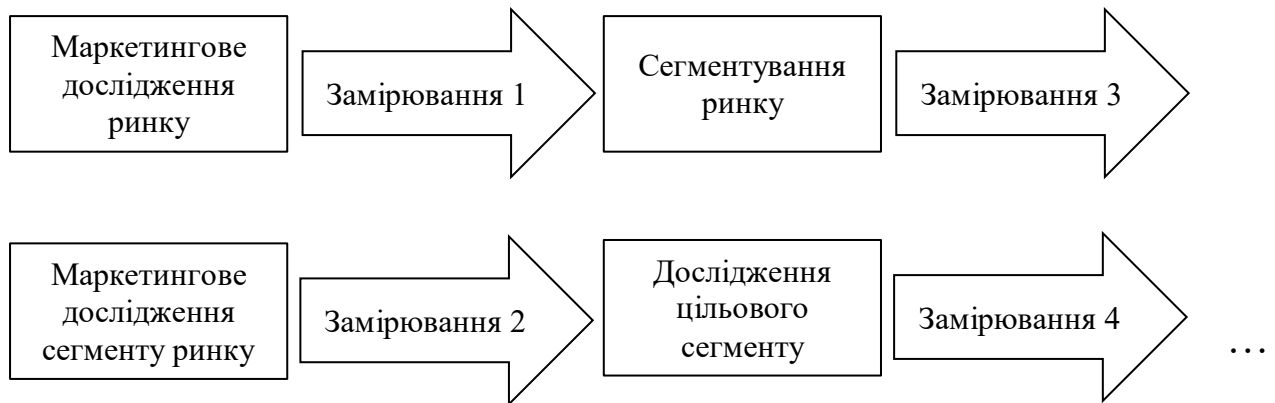 Маркетингове
дослідження
ринку
Замірювання 1
Сегментування
ринку
Замірювання 3
Маркетингове
дослідження
сегменту ринку
Замірювання 2
Дослідження
цільового
сегменту
Замірювання 4
…